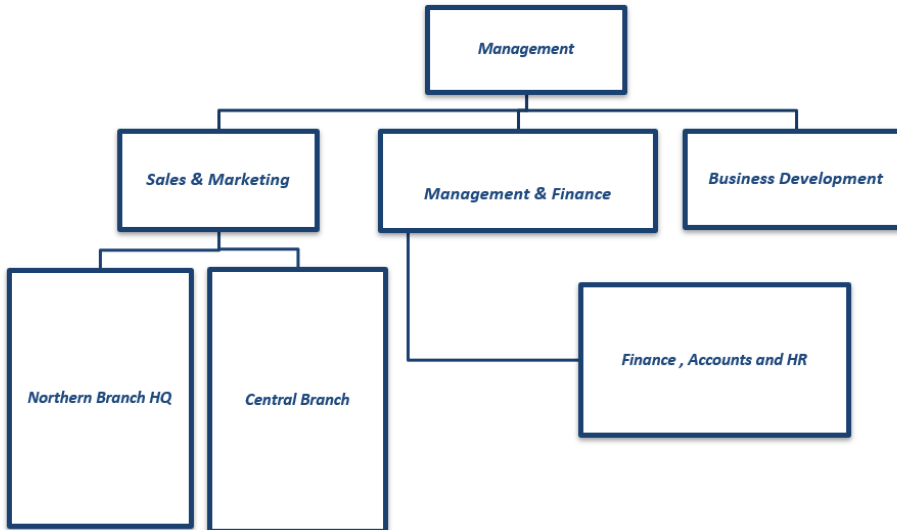 Management
Sales & Marketing
Management & Finance
Business Development
Northern Branch HQ
Central Branch
Finance , Accounts and HR